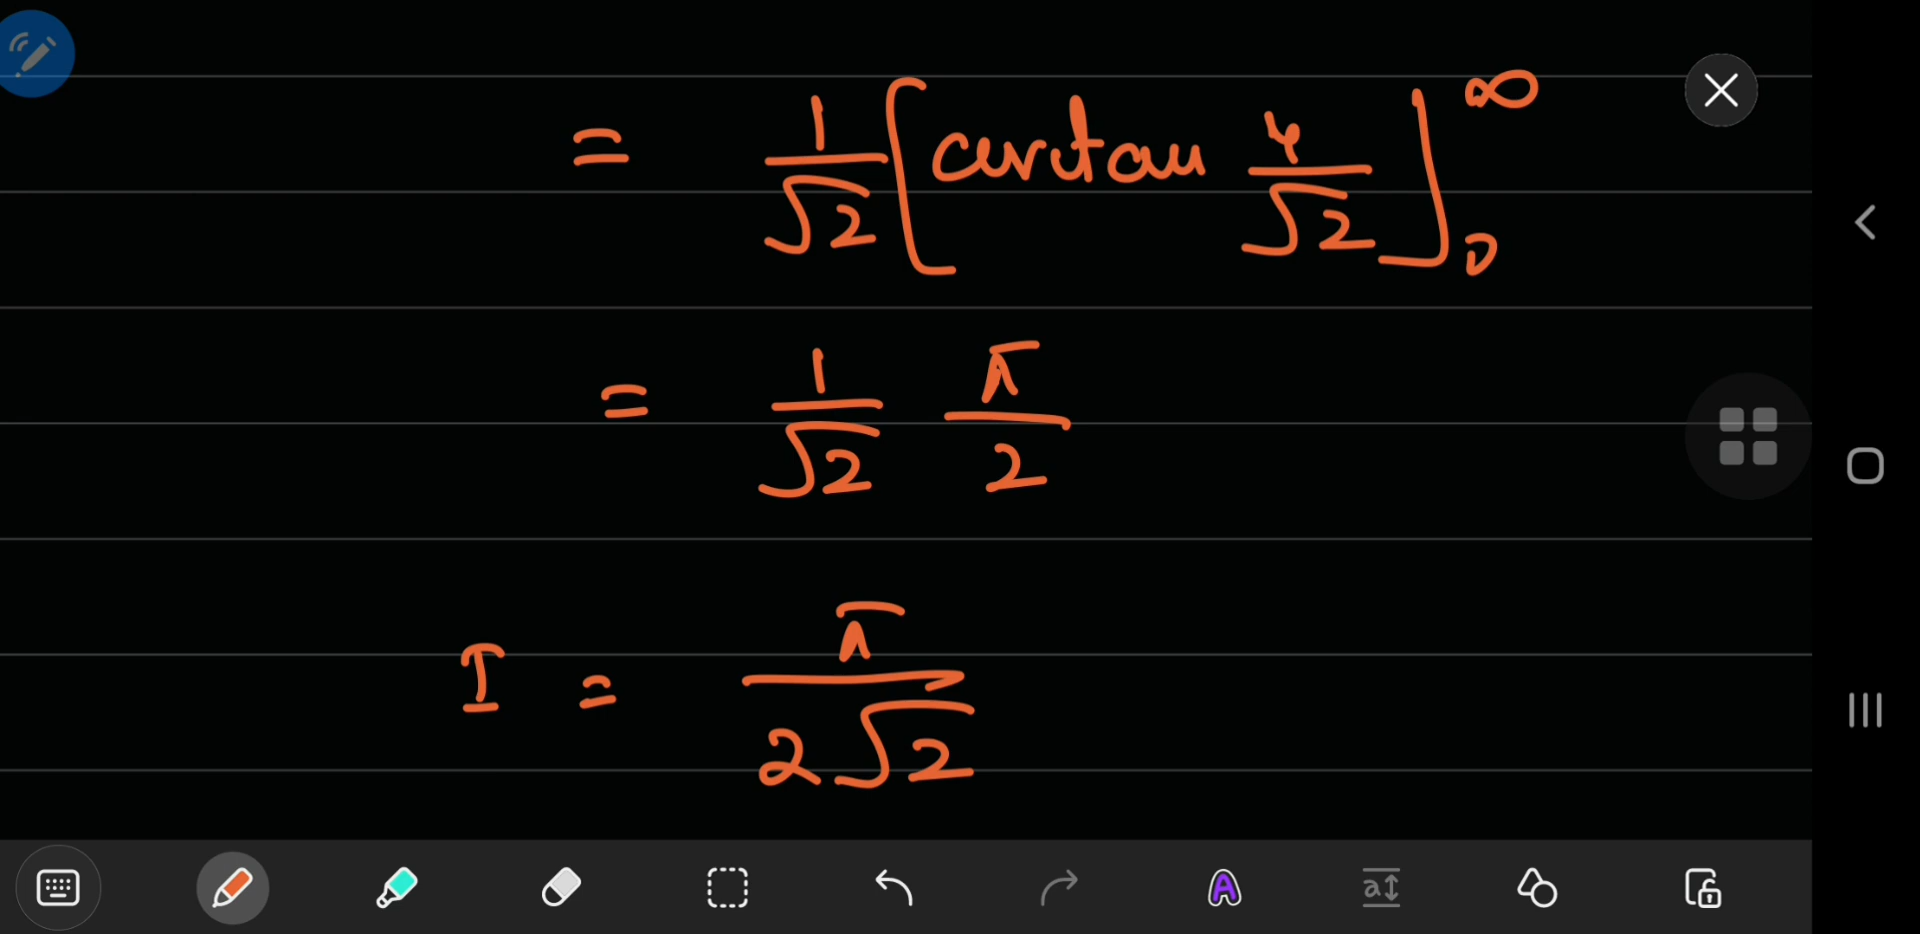 = 1/√2 [arctan φ/√2]₀^∞
= 1/√2 π/2
I = π/2√2